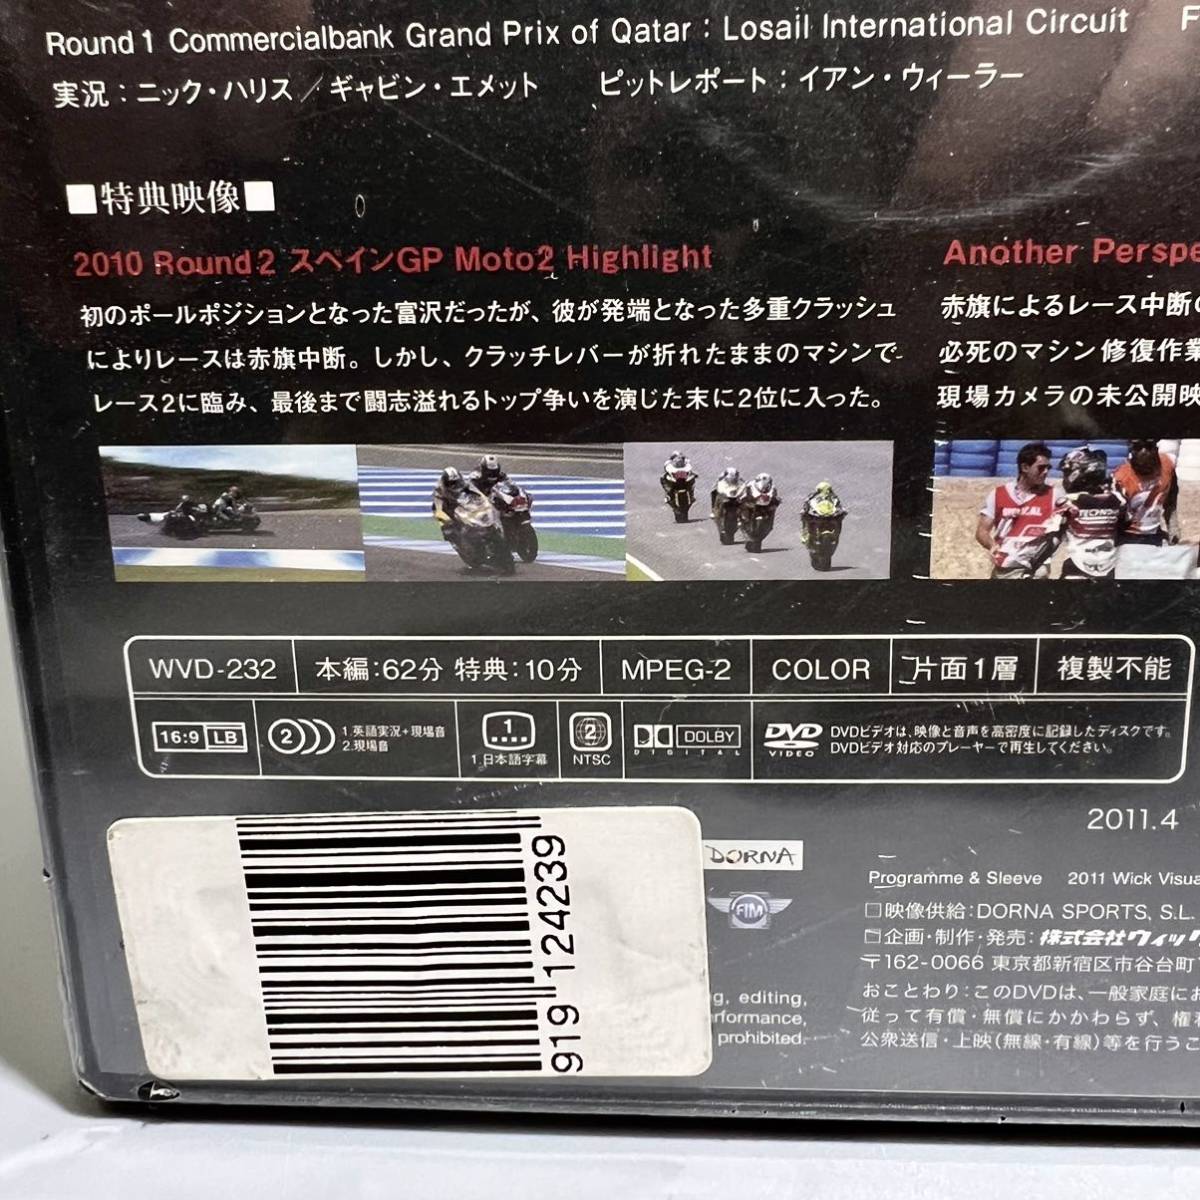 Round 1 Commercialbank Grand Prix of Qatar : Losail International Circuit F
実況：ニック・ハリス／ギャビン・エメット ピットレポート：イアン・ウィーラー
■特典映像■
2010 Round 2 スペインGP Moto2 Highlight
初のポールポジションとなった富沢だったが、彼が発端となった多重クラッシュ
によりレースは赤旗中断。しかし、クラッチレバーが折れたままのマシンで
レース2に臨み、最後まで闘志溢れるトップ争いを演じた末に2位に入った。
Another Perspe
赤旗によるレース中断の
必死のマシン修復作業
現場カメラの未公開映
WVD-232 本編：62分 特典：10分 MPEG-2 COLOR 片面1層 複製不能
16:9 LB
2
1.英語実況+現場音
2.現場音
1
1.日本語字幕
2
NTSC
DOLBY
DIGITAL
DVD
VIDEO
DVDビデオは、映像と音声を高密度に記録したディスクです。
DVDビデオ対応のプレーヤーで再生してください。
2011.4
919 124239
DORNA
FIM
g, editing,
rformance,
prohibited.
Programme & Sleeve 2011 Wick Visua
□映像供給：DORNA SPORTS, S.L.
□企画・制作・発売：株式会社ウィック
〒162-0066 東京都新宿区市谷台町
おことわり：このDVDは、一般家庭にお
従って有償・無償にかかわらず、権利
公衆送信・上映(無線・有線)等を行うこ